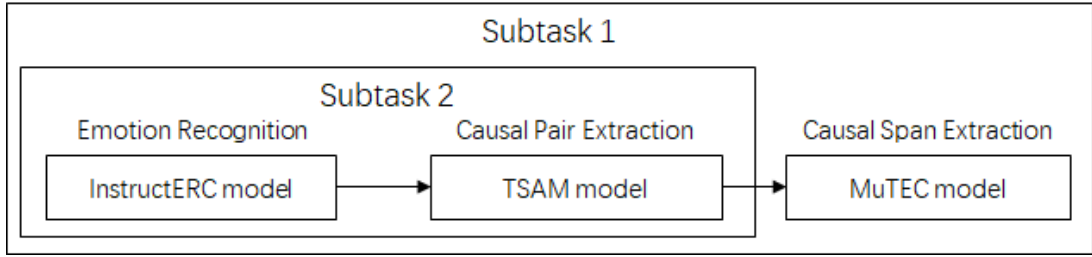 Subtask 1
Subtask 2
Emotion Recognition
Causal Pair Extraction
Causal Span Extraction
InstructERC model
TSAM model
MuTEC model